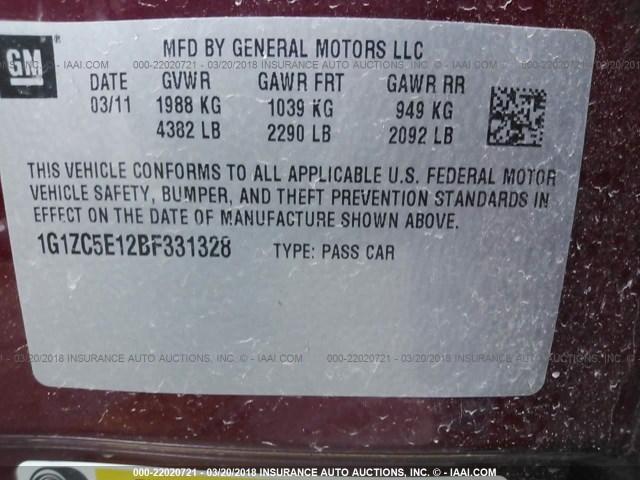 GM ®
MFD BY GENERAL MOTORS LLC
DATE GVWR GAWR FRT GAWR RR
03/11 1988 KG 1039 KG 949 KG
4382 LB 2290 LB 2092 LB
THIS VEHICLE CONFORMS TO ALL APPLICABLE U.S. FEDERAL MOTOR
VEHICLE SAFETY, BUMPER, AND THEFT PREVENTION STANDARDS IN
EFFECT ON THE DATE OF MANUFACTURE SHOWN ABOVE.
1G1ZC5E12BF331328 TYPE: PASS CAR
000-22020721 - 03/20/2018 INSURANCE AUTO AUCTIONS, INC. © - IAAI.COM